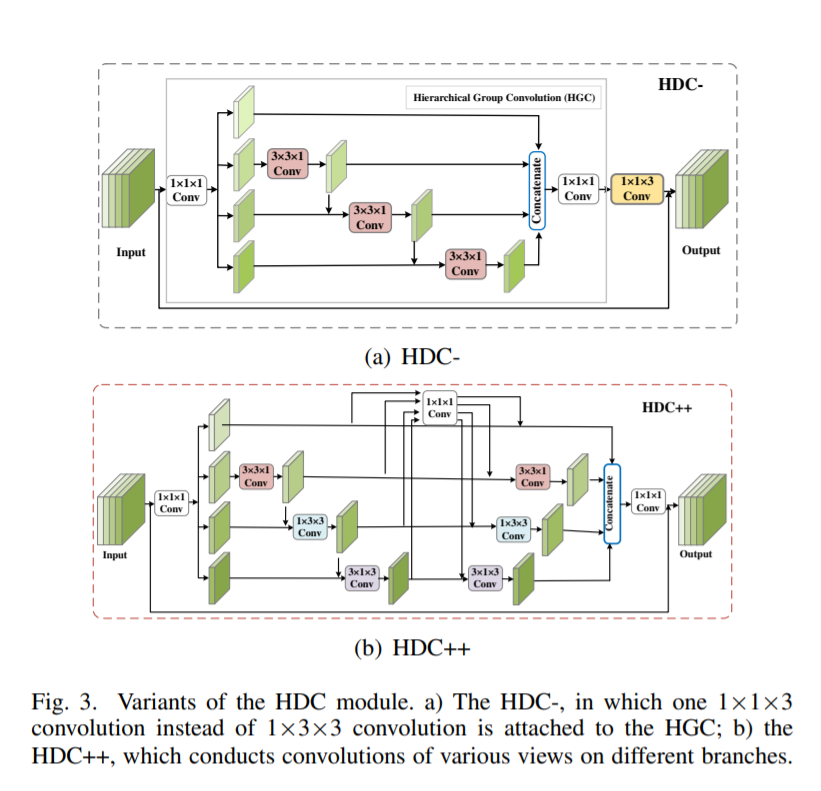 HDC-
Hierarchical Group Convolution (HGC)
1×1×1
Conv
3×3×1
Conv
3×3×1
Conv
3×3×1
Conv
Concatenate
1×1×1
Conv
1×1×3
Conv
Input
Output
(a) HDC-
HDC++
1×1×1
Conv
1×1×1
Conv
3×3×1
Conv
1×3×3
Conv
3×1×3
Conv
3×3×1
Conv
1×3×3
Conv
3×1×3
Conv
Concatenate
1×1×1
Conv
Input
Output
(b) HDC++
Fig. 3. Variants of the HDC module. a) The HDC-, in which one 1×1×3
convolution instead of 1×3×3 convolution is attached to the HGC; b) the
HDC++, which conducts convolutions of various views on different branches.